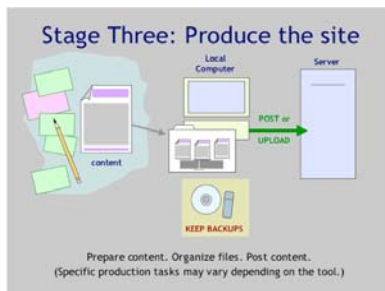 Stage Three: Produce the site
Local
Computer
Server
POST or
UPLOAD
content
KEEP BACKUPS
Prepare content. Organize files. Post content.
(Specific production tasks may vary depending on the tool.)